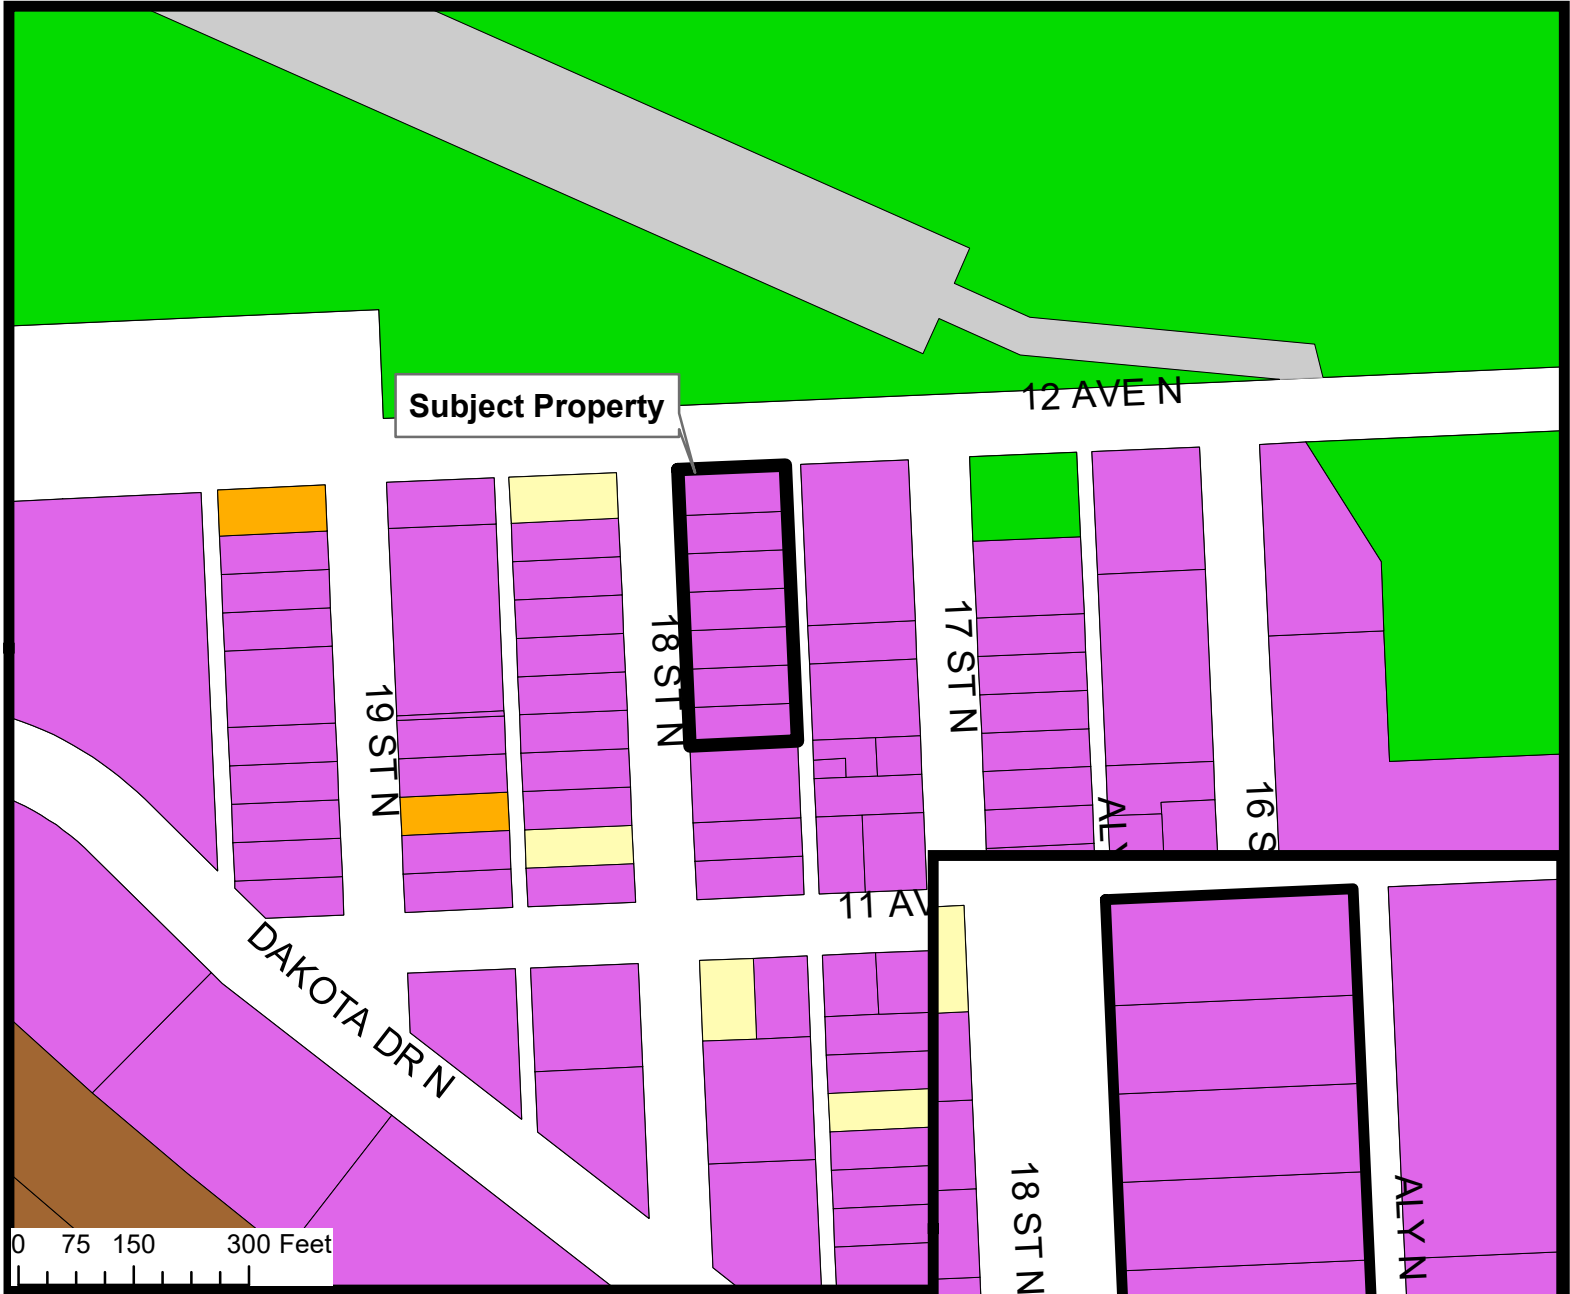 12 AVE N
Subject Property
18 ST N
17 ST N
19 ST N
ALY
16 S
11 AV
DAKOTA DR N
18 ST N
ALY N
0 75 150 300 Feet